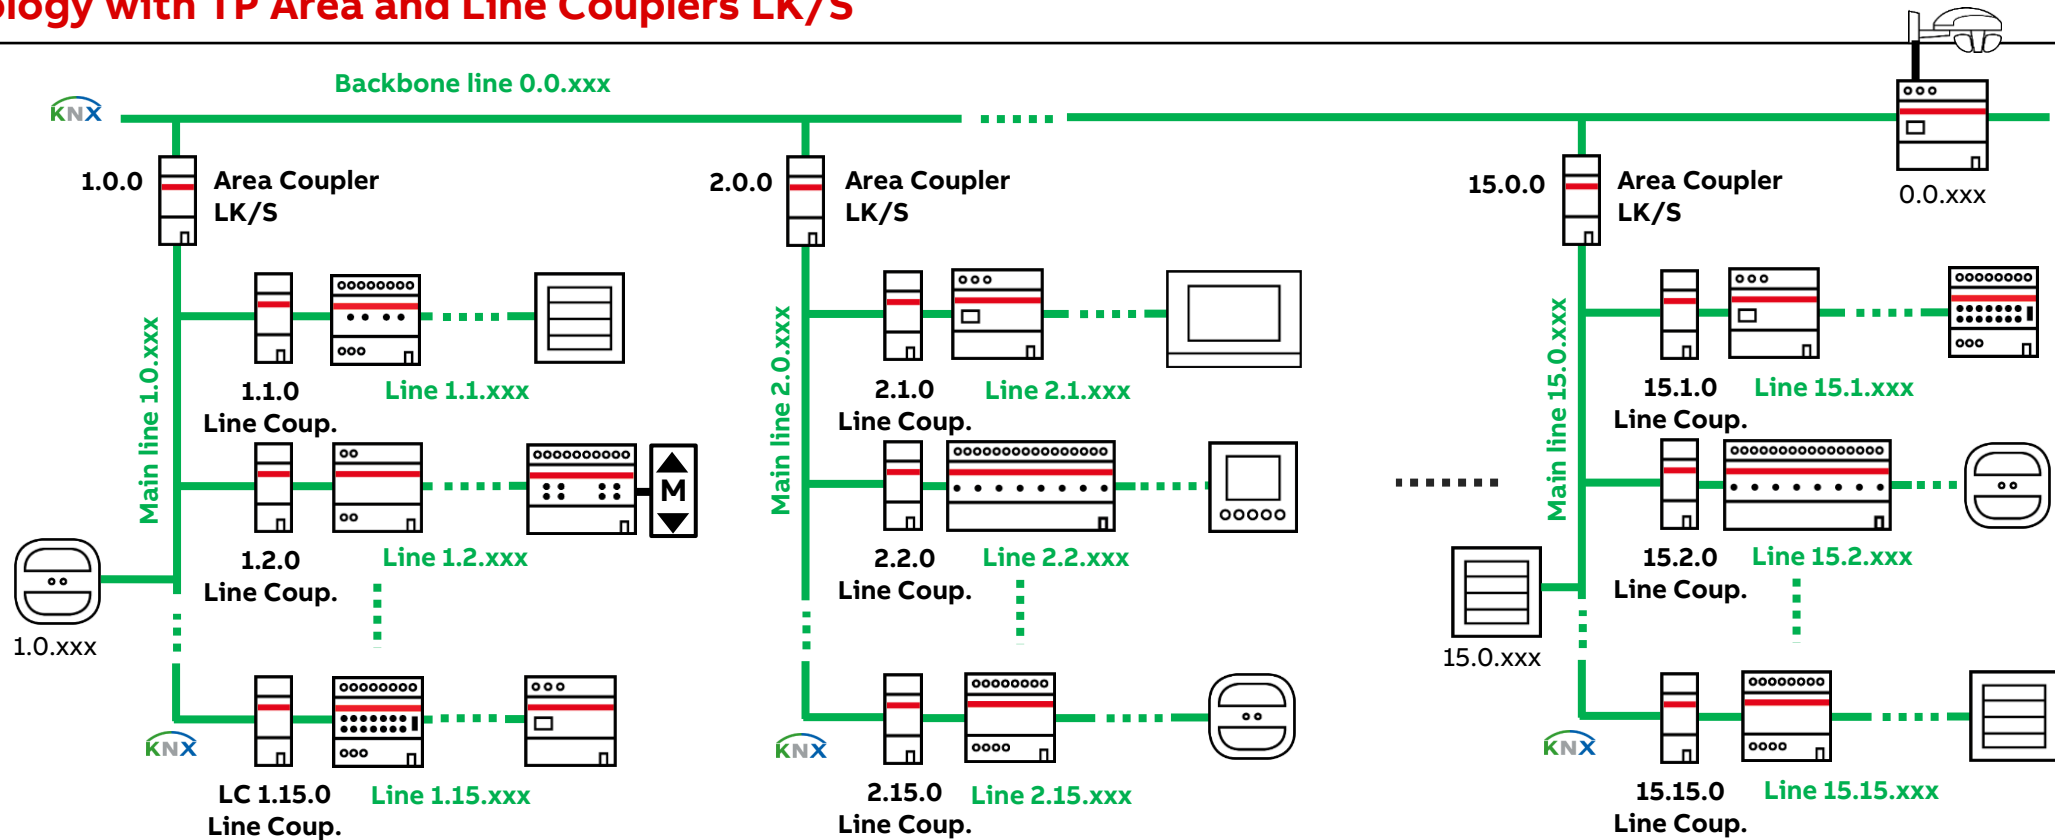 ology with TP Area and Line Couplers LK/S
Backbone line 0.0.xxx
KNX
1.0.0
Area Coupler
LK/S
2.0.0
Area Coupler
LK/S
15.0.0
Area Coupler
LK/S
0.0.xxx
Main line 1.0.xxx
1.1.0
Line Coup.
Line 1.1.xxx
1.2.0
Line Coup.
Line 1.2.xxx
M
1.0.xxx
KNX
LC 1.15.0
Line Coup.
Line 1.15.xxx
Main line 2.0.xxx
2.1.0
Line Coup.
Line 2.1.xxx
2.2.0
Line Coup.
Line 2.2.xxx
KNX
2.15.0
Line Coup.
Line 2.15.xxx
Main line 15.0.xxx
15.1.0
Line Coup.
Line 15.1.xxx
15.2.0
Line Coup.
Line 15.2.xxx
15.0.xxx
KNX
15.15.0
Line Coup.
Line 15.15.xxx